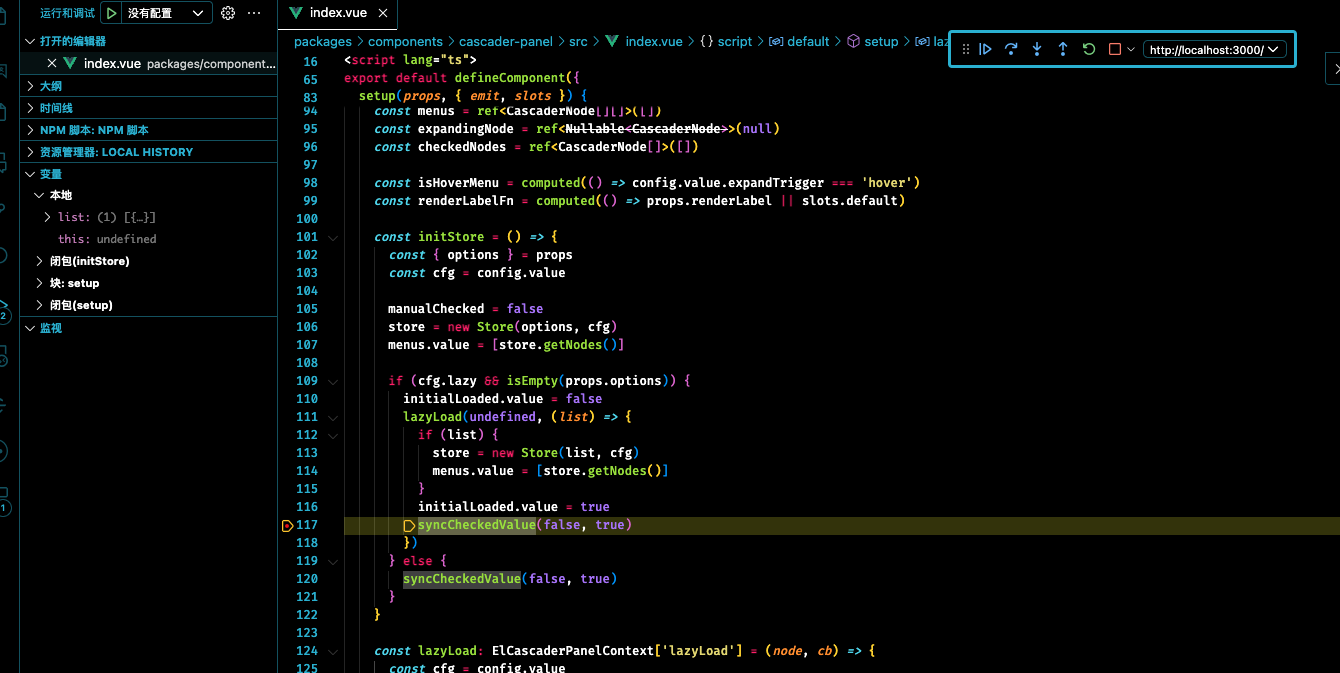 运行和调试 没有配置 ···
index.vue
packages > components > cascader-panel > src > index.vue > {} script > default > setup > laz
http://localhost:3000/
打开的编辑器
index.vue packages/component...
大纲
时间线
NPM 脚本: NPM 脚本
资源管理器: LOCAL HISTORY
变量
本地
list: (1) [{…}]
this: undefined
闭包(initStore)
块: setup
闭包(setup)
监视
2
1
16 <script lang="ts">
65 export default defineComponent({
83 setup(props, { emit, slots }) {
94 const menus = ref<CascaderNode[][]>([])
95 const expandingNode = ref<Nullable<CascaderNode>>(null)
96 const checkedNodes = ref<CascaderNode[]>([])
97
98 const isHoverMenu = computed(() => config.value.expandTrigger === 'hover')
99 const renderLabelFn = computed(() => props.renderLabel || slots.default)
100
101 const initStore = () => {
102 const { options } = props
103 const cfg = config.value
104
105 manualChecked = false
106 store = new Store(options, cfg)
107 menus.value = [store.getNodes()]
108
109 if (cfg.lazy && isEmpty(props.options)) {
110 initialLoaded.value = false
111 lazyLoad(undefined, (list) => {
112 if (list) {
113 store = new Store(list, cfg)
114 menus.value = [store.getNodes()]
115 }
116 initialLoaded.value = true
117 syncCheckedValue(false, true)
118 })
119 } else {
120 syncCheckedValue(false, true)
121 }
122 }
123
124 const lazyLoad: ElCascaderPanelContext['lazyLoad'] = (node, cb) => {
125 const cfg = config.value